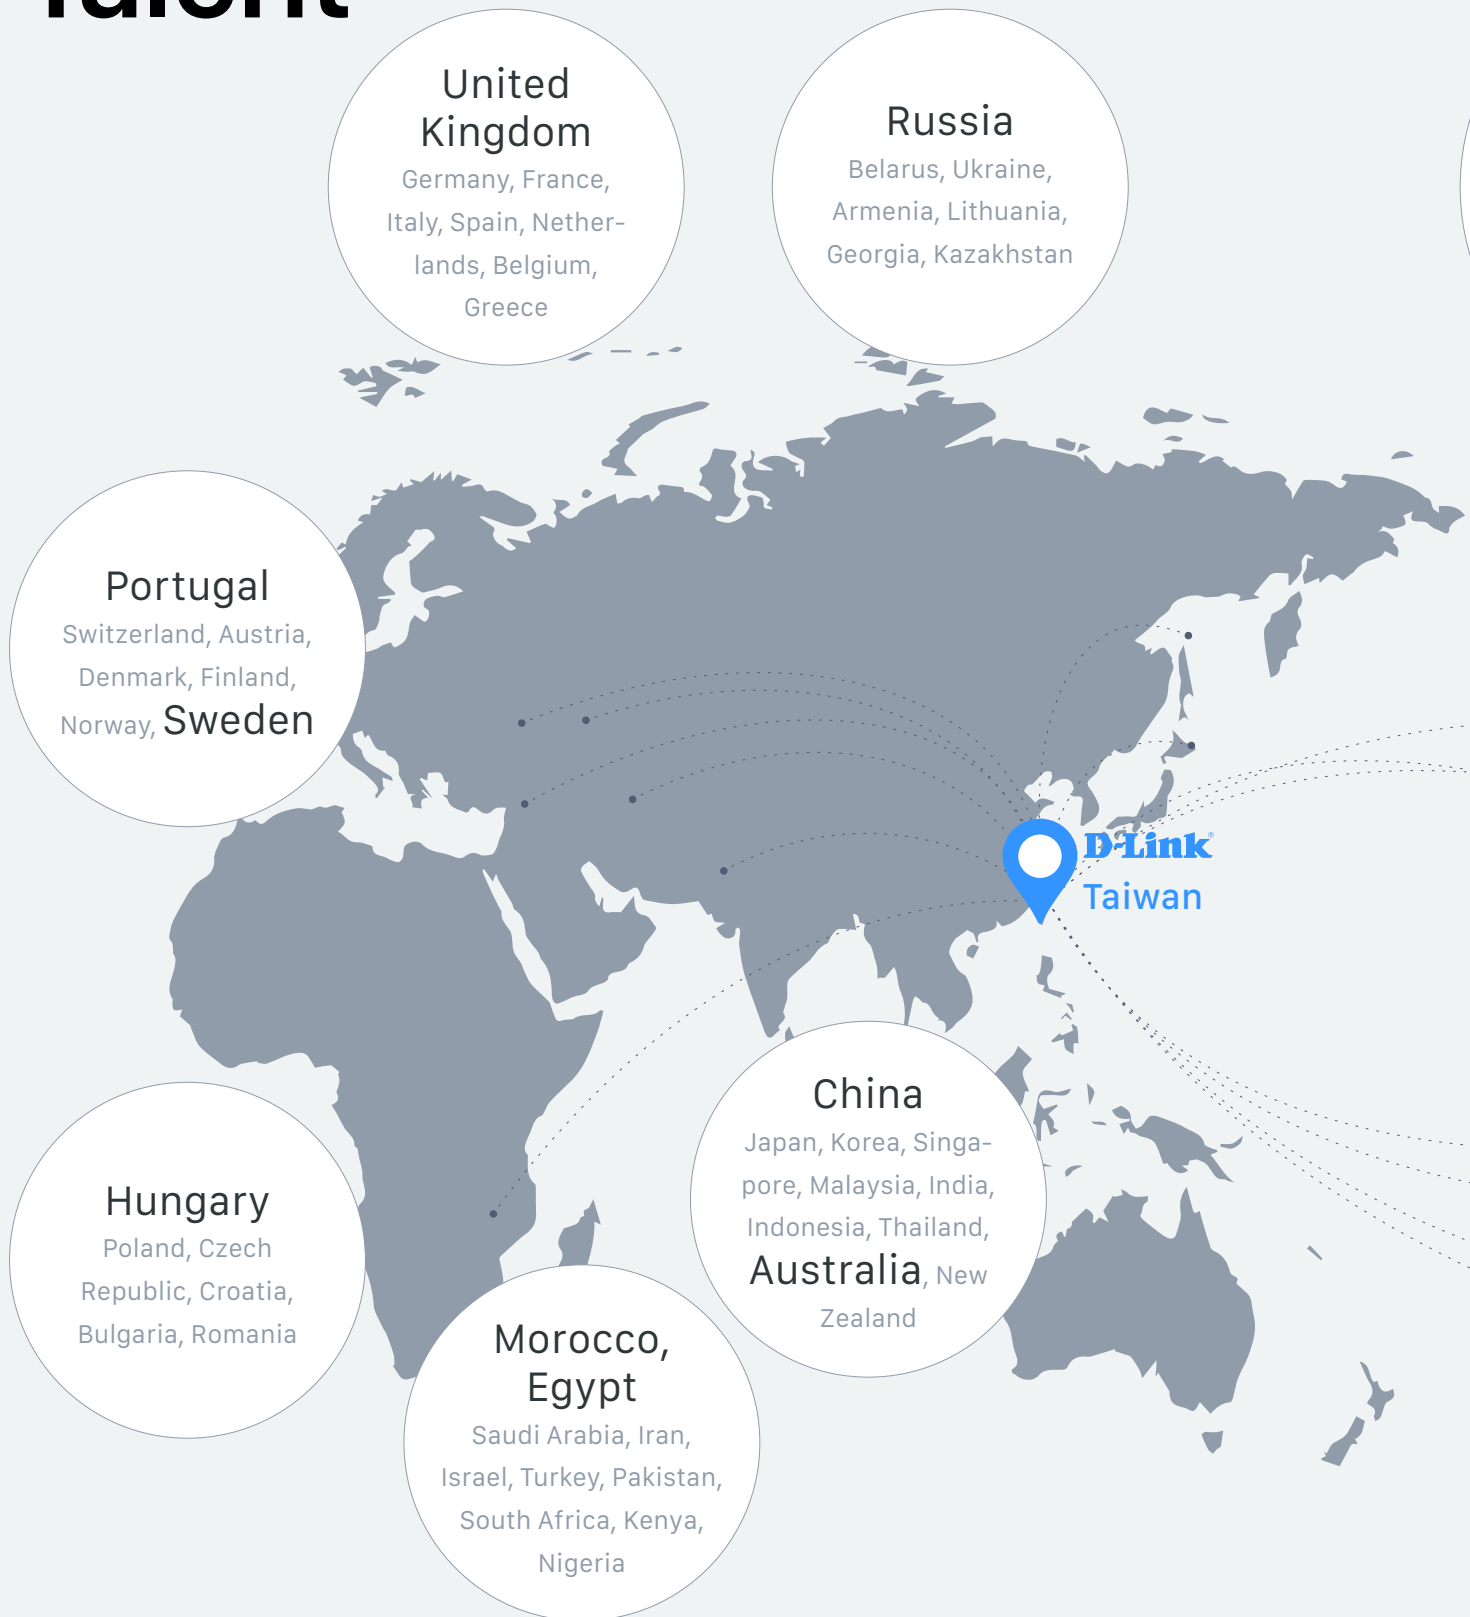 Talent
United
Kingdom
Germany, France,
Italy, Spain, Nether-
lands, Belgium,
Greece
Russia
Belarus, Ukraine,
Armenia, Lithuania,
Georgia, Kazakhstan
Portugal
Switzerland, Austria,
Denmark, Finland,
Norway, Sweden
D-Link®
Taiwan
China
Japan, Korea, Singa-
pore, Malaysia, India,
Indonesia, Thailand,
Australia, New
Zealand
Hungary
Poland, Czech
Republic, Croatia,
Bulgaria, Romania
Morocco,
Egypt
Saudi Arabia, Iran,
Israel, Turkey, Pakistan,
South Africa, Kenya,
Nigeria